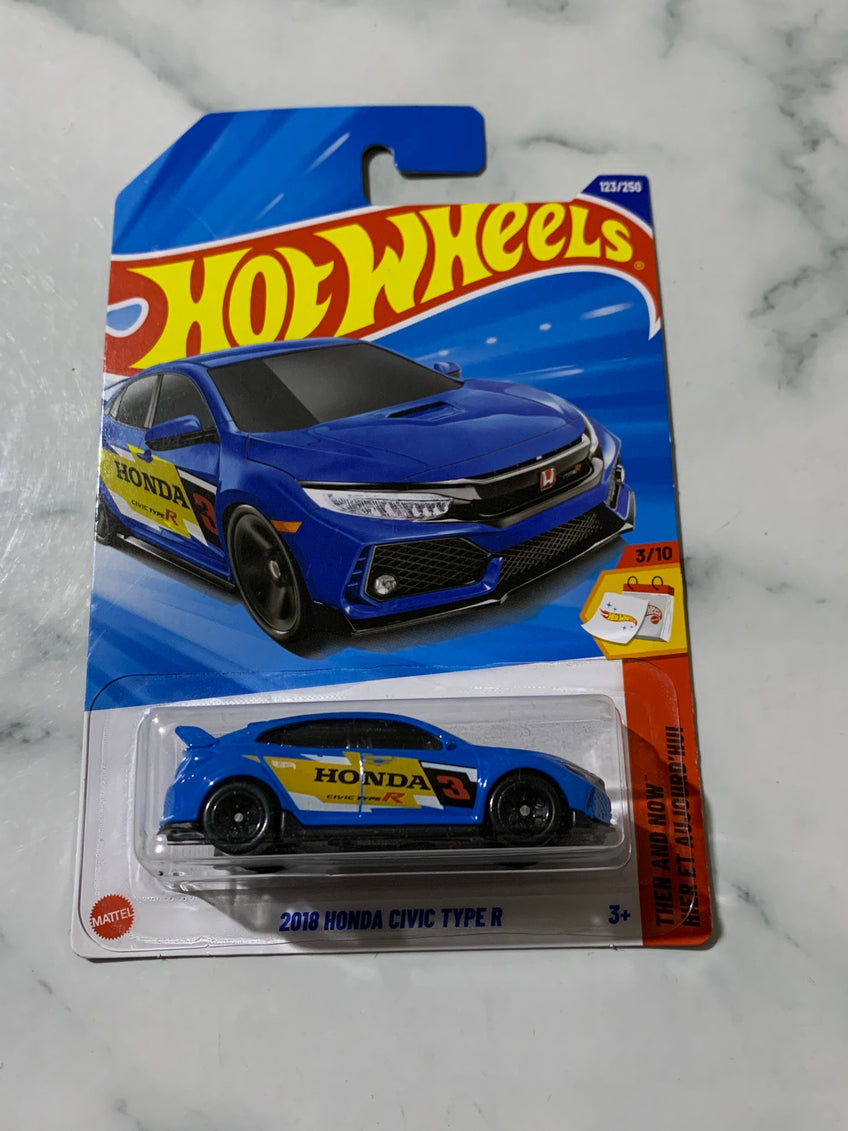 123/250
HOT WHEELS®
HONDA 3
CIVIC TYPE R
3/10
HONDA 3
CIVIC TYPE R
THEN AND NOW™
HIER ET AUJOURD'HUI
MATTEL
2018 HONDA CIVIC TYPE R
3+